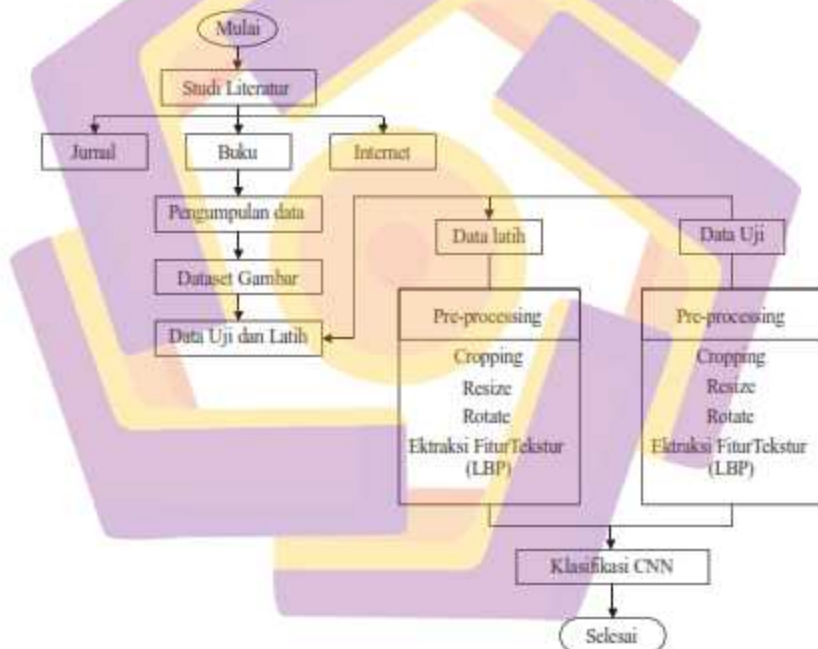 Mulai
Studi Literatur
Jurnal
Buku
Internet
Pengumpulan data
Dataset Gambar
Data Uji dan Latih
Data latih
Pre-processing
Cropping
Resize
Rotate
Ektraksi FiturTekstur
(LBP)
Data Uji
Pre-processing
Cropping
Resize
Rotate
Ektraksi FiturTekstur
(LBP)
Klasifikasi CNN
Selesai